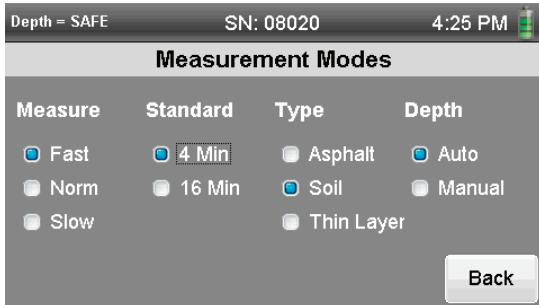 Depth = SAFE SN: 08020 4:25 PM
Measurement Modes
Measure Standard Type Depth
Fast 4 Min Asphalt Auto
Norm 16 Min Soil Manual
Slow Thin Layer
Back